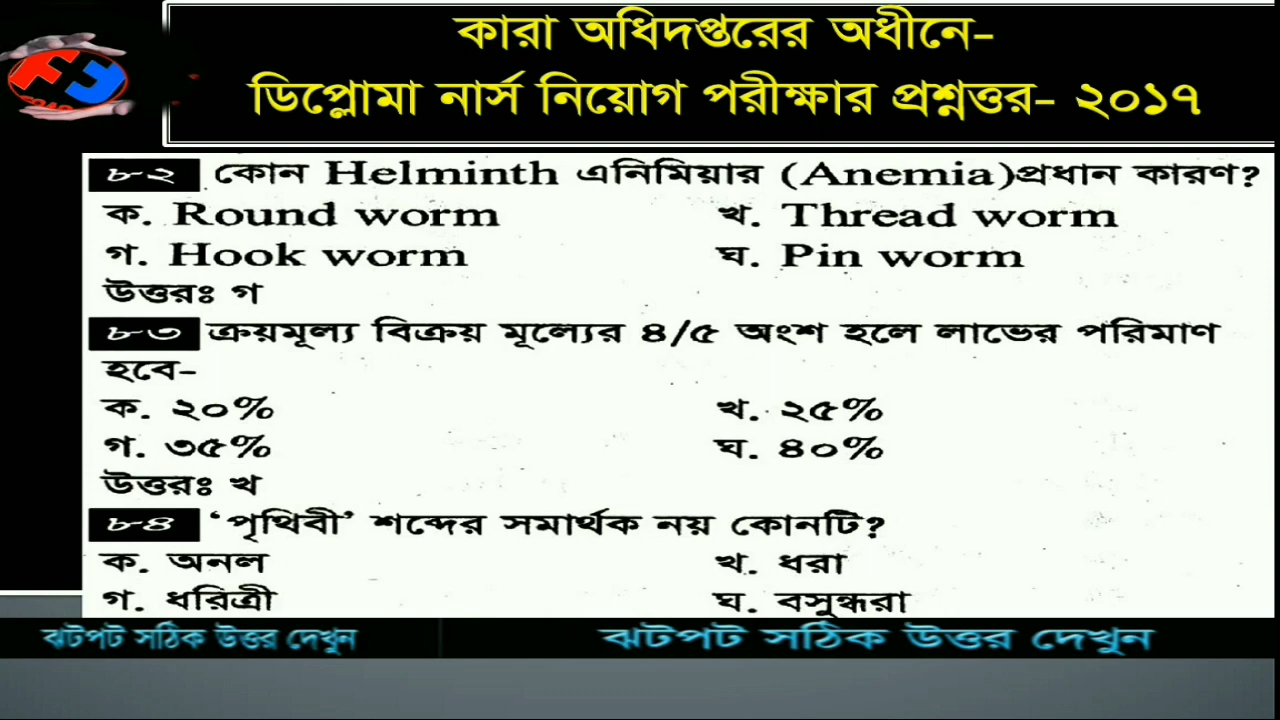 কারা অধিদপ্তরের অধীনে-
ডিপ্লোমা নার্স নিয়োগ পরীক্ষার প্রশ্নত্তর- ২০১৭
৮২ কোন Helminth এনিমিয়ার (Anemia)প্রধান কারণ?
ক. Round worm খ. Thread worm
গ. Hook worm ঘ. Pin worm
উত্তরঃ গ
৮৩ ক্রয়মূল্য বিক্রয় মূল্যের ৪/৫ অংশ হলে লাভের পরিমাণ
হবে-
ক. ২০% খ. ২৫%
গ. ৩৫% ঘ. ৪০%
উত্তরঃ খ
৮৪ ‘পৃথিবী’ শব্দের সমার্থক নয় কোনটি?
ক. অনল খ. ধরা
গ. ধরিত্রী ঘ. বসুন্ধরা
ঝটপট সঠিক উত্তর দেখুন ঝটপট সঠিক উত্তর দেখুন